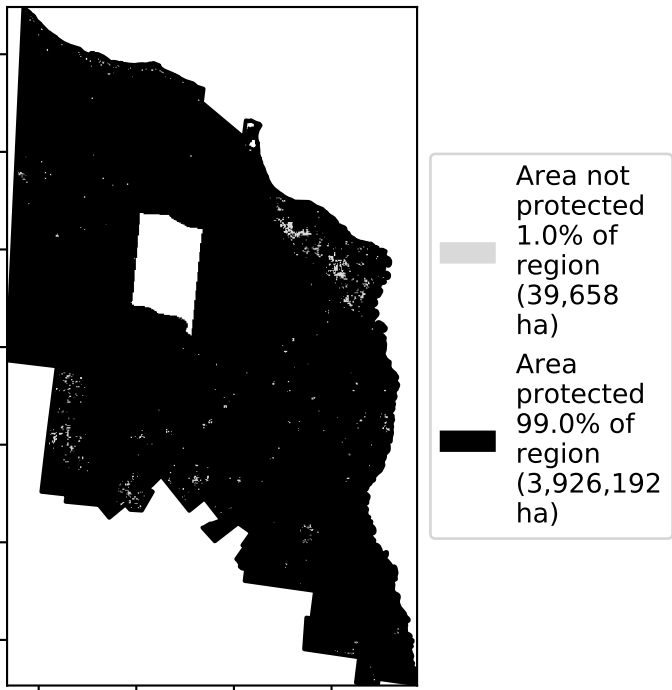 Area not
protected
1.0% of
region
(39,658
ha)
Area
protected
99.0% of
region
(3,926,192
ha)